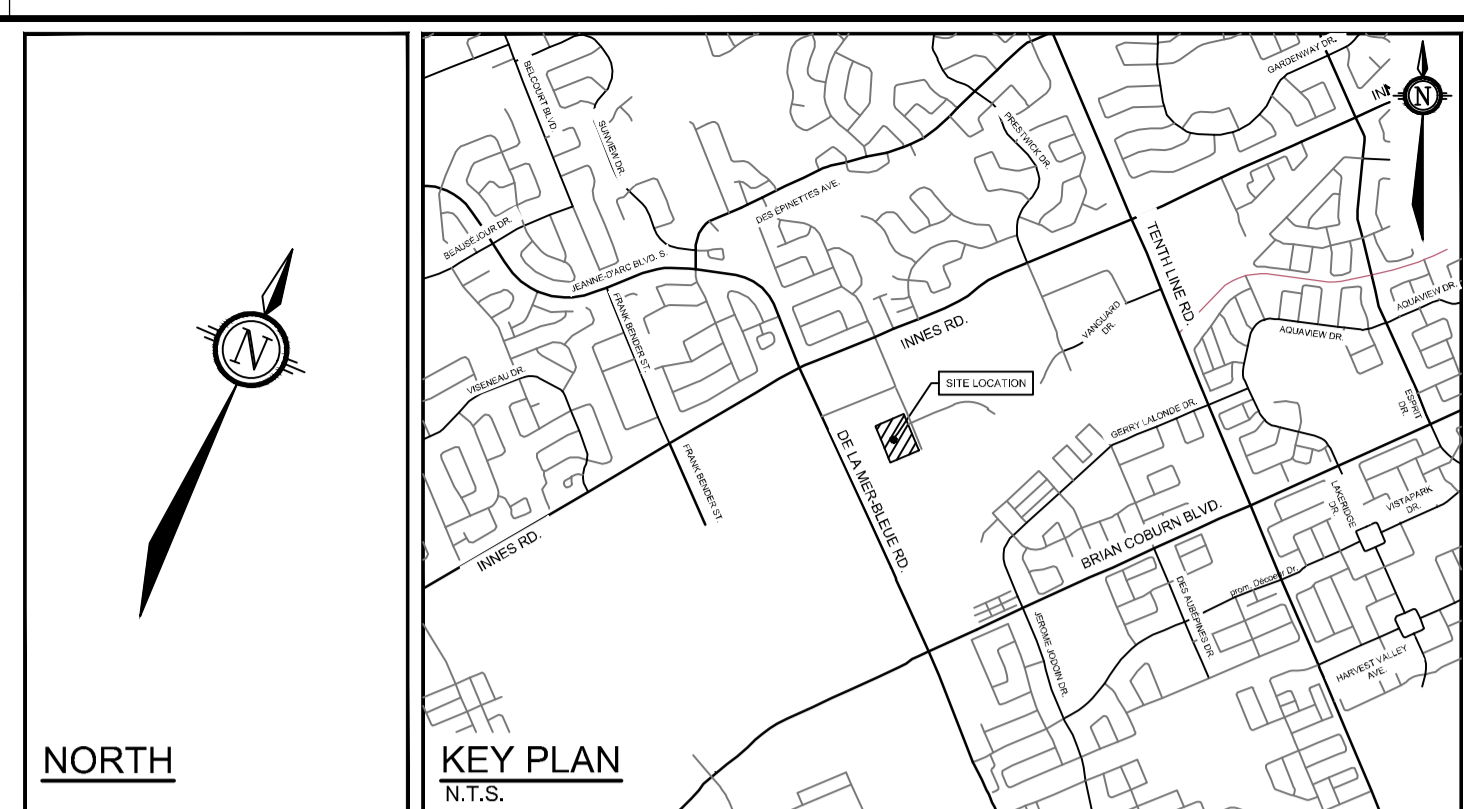 N
NORTH
KEY PLAN
N.T.S.
BELCOURT BLVD.
SUNVIEW DR.
BEAUSÉJOUR DR.
JEANNE-D'ARC BLVD. S.
DES ÉPINETTES AVE.
PRESTWICK DR.
GARDENWAY DR.
N
TENTH LINE RD.
INNES RD.
VANGUARD
DR.
AQUAVIEW DR.
AQUAVIEW DR.
FRANK BENDER ST.
VISENEAU DR.
SITE LOCATION
GERRY LALONDE DR.
ESPRIT
DR.
DE LA MER-BLEUE RD.
FRANK BENDER ST.
INNES RD.
BRIAN COBURN BLVD.
LAKERIDGE
DR.
VISTAPARK
DR.
prom. Décoeur Dr.
DES AUBÉPINES DR.
JEROME JODOIN DR.
HARVEST VALLEY
AVE.